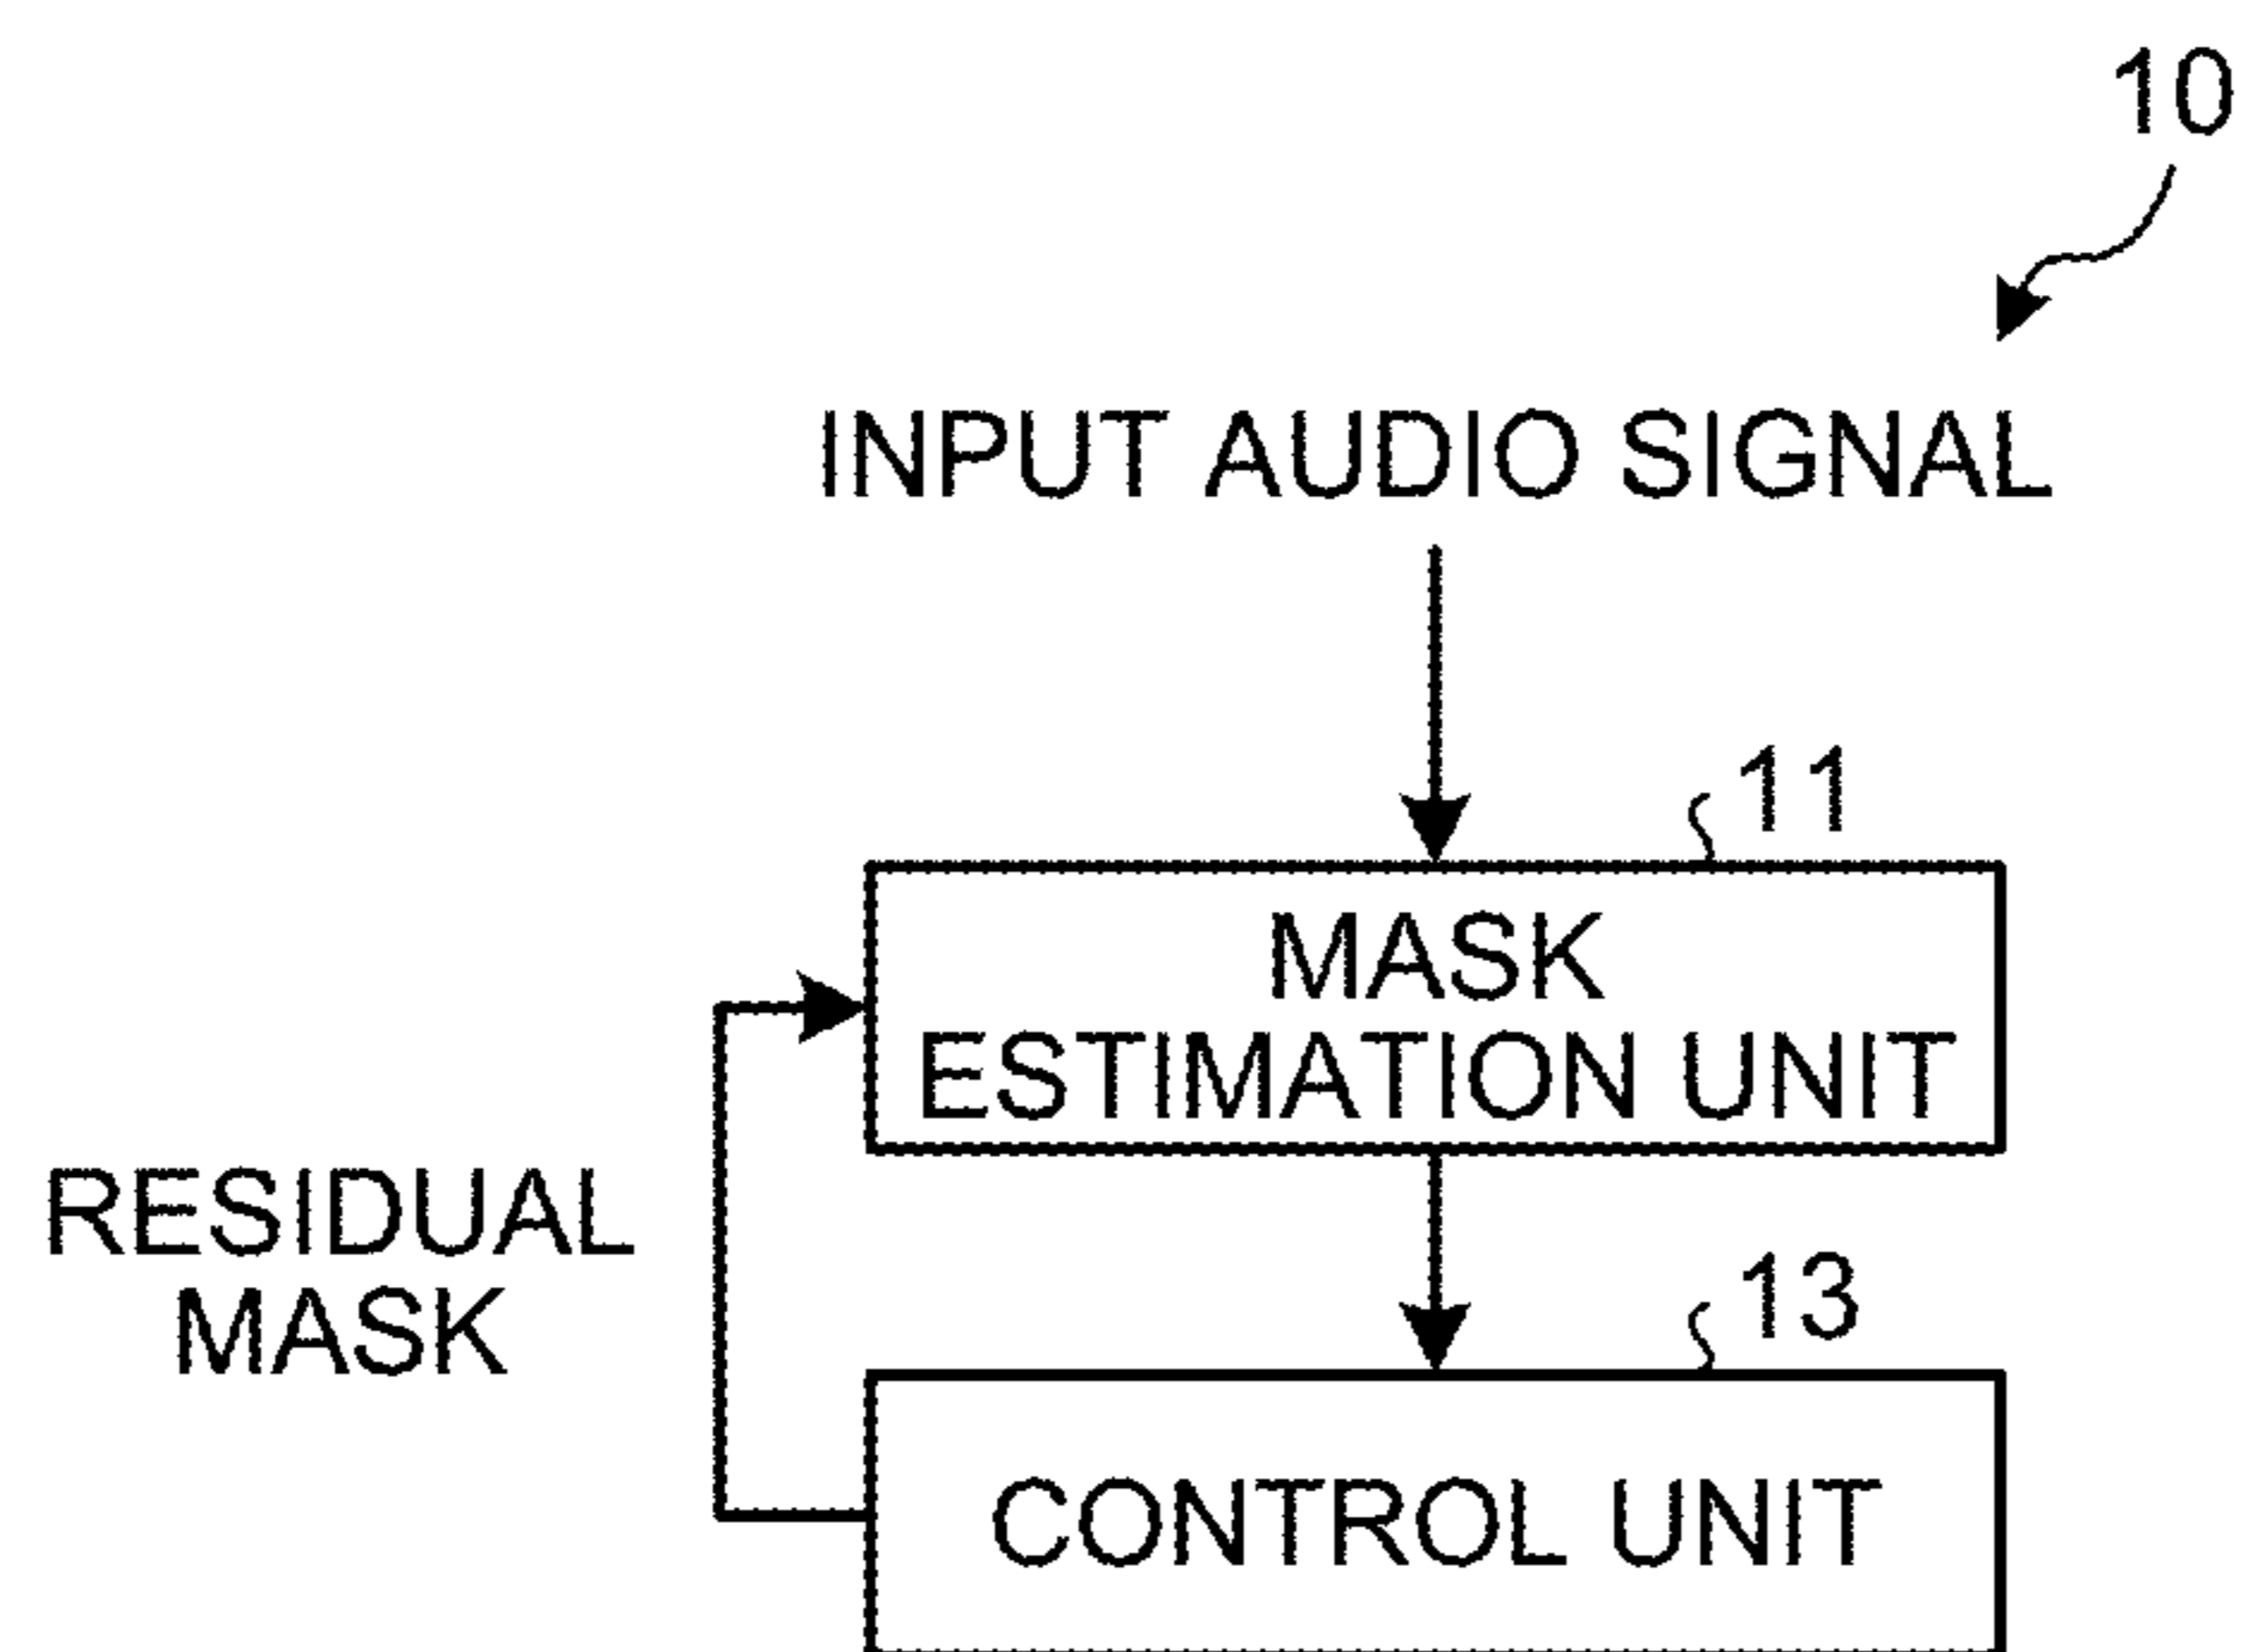 10
INPUT AUDIO SIGNAL
11
MASK
ESTIMATION UNIT
RESIDUAL
MASK
13
CONTROL UNIT